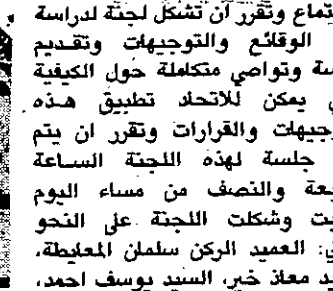 تماع وتقرر ان تشكل لجنة لدراسة
الوقائع والتوجيهات وتقديم
سة وتواصي متكاملة حول الكيفية
ي يمكن للاتحاد تطبيق هذه
وجيهات والقرارات وتقرر ان يتم
جلسة لهذه اللجنة الساعة
بعة والنصف من مساء اليوم
بت وشكلت اللجنة على النحو
ي: العميد الركن سلمان المعايطة،
يد معاذ خير، السيد يوسف احمد،